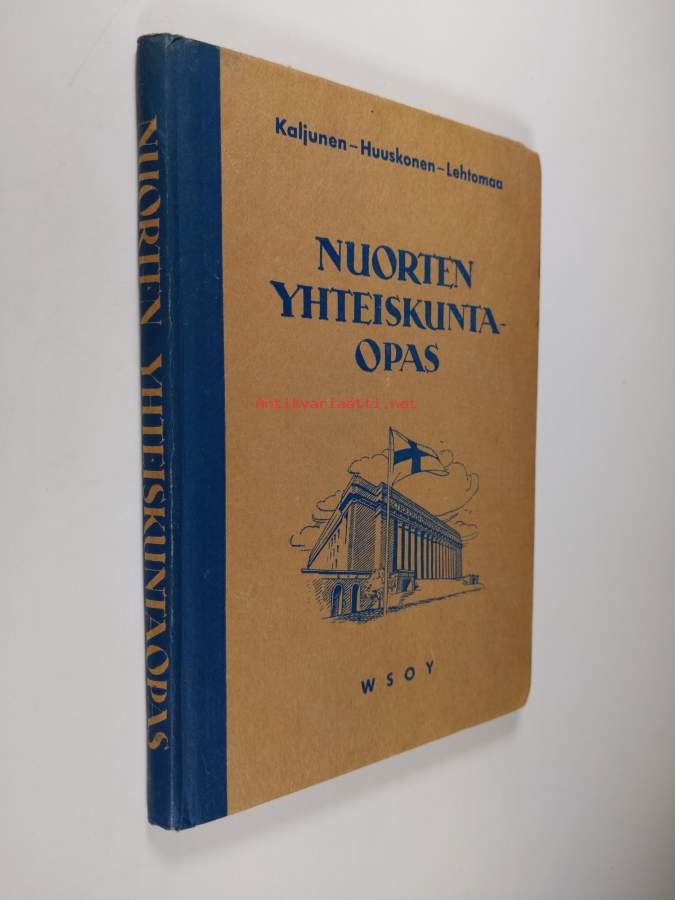 NUORTEN YHTEISKUNTAOPAS
Kaljunen–Huuskonen–Lehtomaa
NUORTEN
YHTEISKUNTA-
OPAS
antikvariaatti.net
WSOY